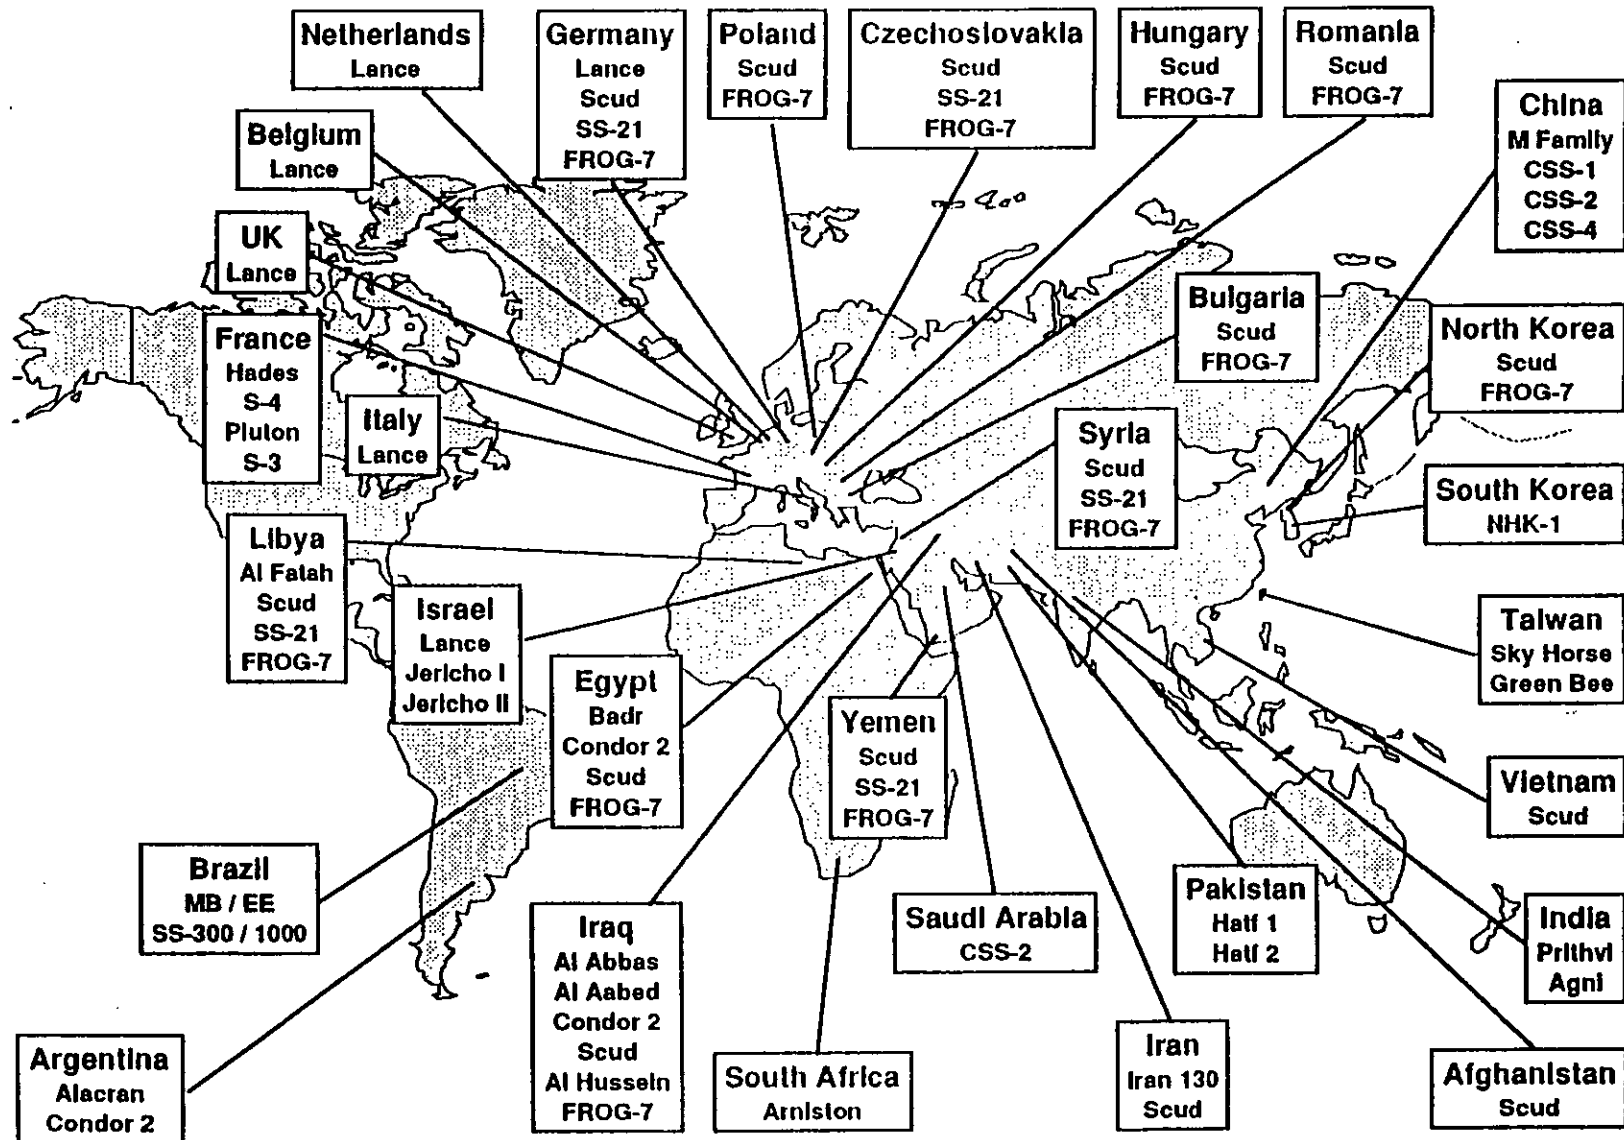 Netherlands
Lance
Germany
Lance
Scud
SS-21
FROG-7
Poland
Scud
FROG-7
Czechoslovakia
Scud
SS-21
FROG-7
Hungary
Scud
FROG-7
Romania
Scud
FROG-7
China
M Family
CSS-1
CSS-2
CSS-4
Belgium
Lance
UK
Lance
France
Hades
S-4
Pluton
S-3
Italy
Lance
Bulgaria
Scud
FROG-7
North Korea
Scud
FROG-7
Syria
Scud
SS-21
FROG-7
South Korea
NHK-1
Libya
Al Fatah
Scud
SS-21
FROG-7
Israel
Lance
Jericho I
Jericho II
Egypt
Badr
Condor 2
Scud
FROG-7
Yemen
Scud
SS-21
FROG-7
Taiwan
Sky Horse
Green Bee
Vietnam
Scud
Brazil
MB / EE
SS-300 / 1000
Iraq
Al Abbas
Al Aabed
Condor 2
Scud
Al Hussein
FROG-7
Saudi Arabia
CSS-2
Pakistan
Hatf 1
Hatf 2
India
Prithvi
Agni
Argentina
Alacran
Condor 2
South Africa
Arniston
Iran
Iran 130
Scud
Afghanistan
Scud